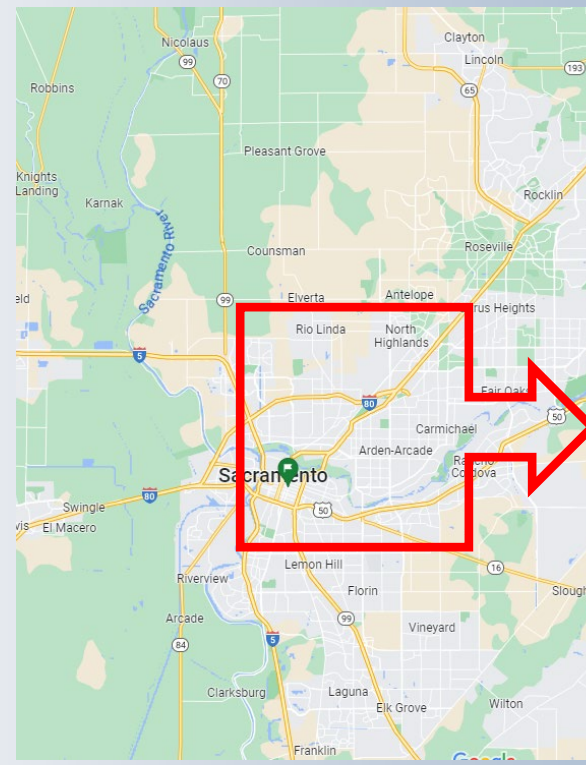 Nicolaus
99
70
Robbins
Clayton
Lincoln
193
65
Pleasant Grove
Knights
Landing
Karnak
Rocklin
Sacramento River
Counsman
Roseville
eld
99
Elverta
Antelope
rus Heights
Rio Linda
North
Highlands
5
80
Fair Oaks
50
Carmichael
Arden-Arcade
Rancho
Cordova
Sacramento
80
Swingle
50
vis
El Macero
Lemon Hill
16
Riverview
Florin
Slough
Arcade
99
84
5
Vineyard
Clarksburg
Laguna
Elk Grove
Wilton
Franklin
Google